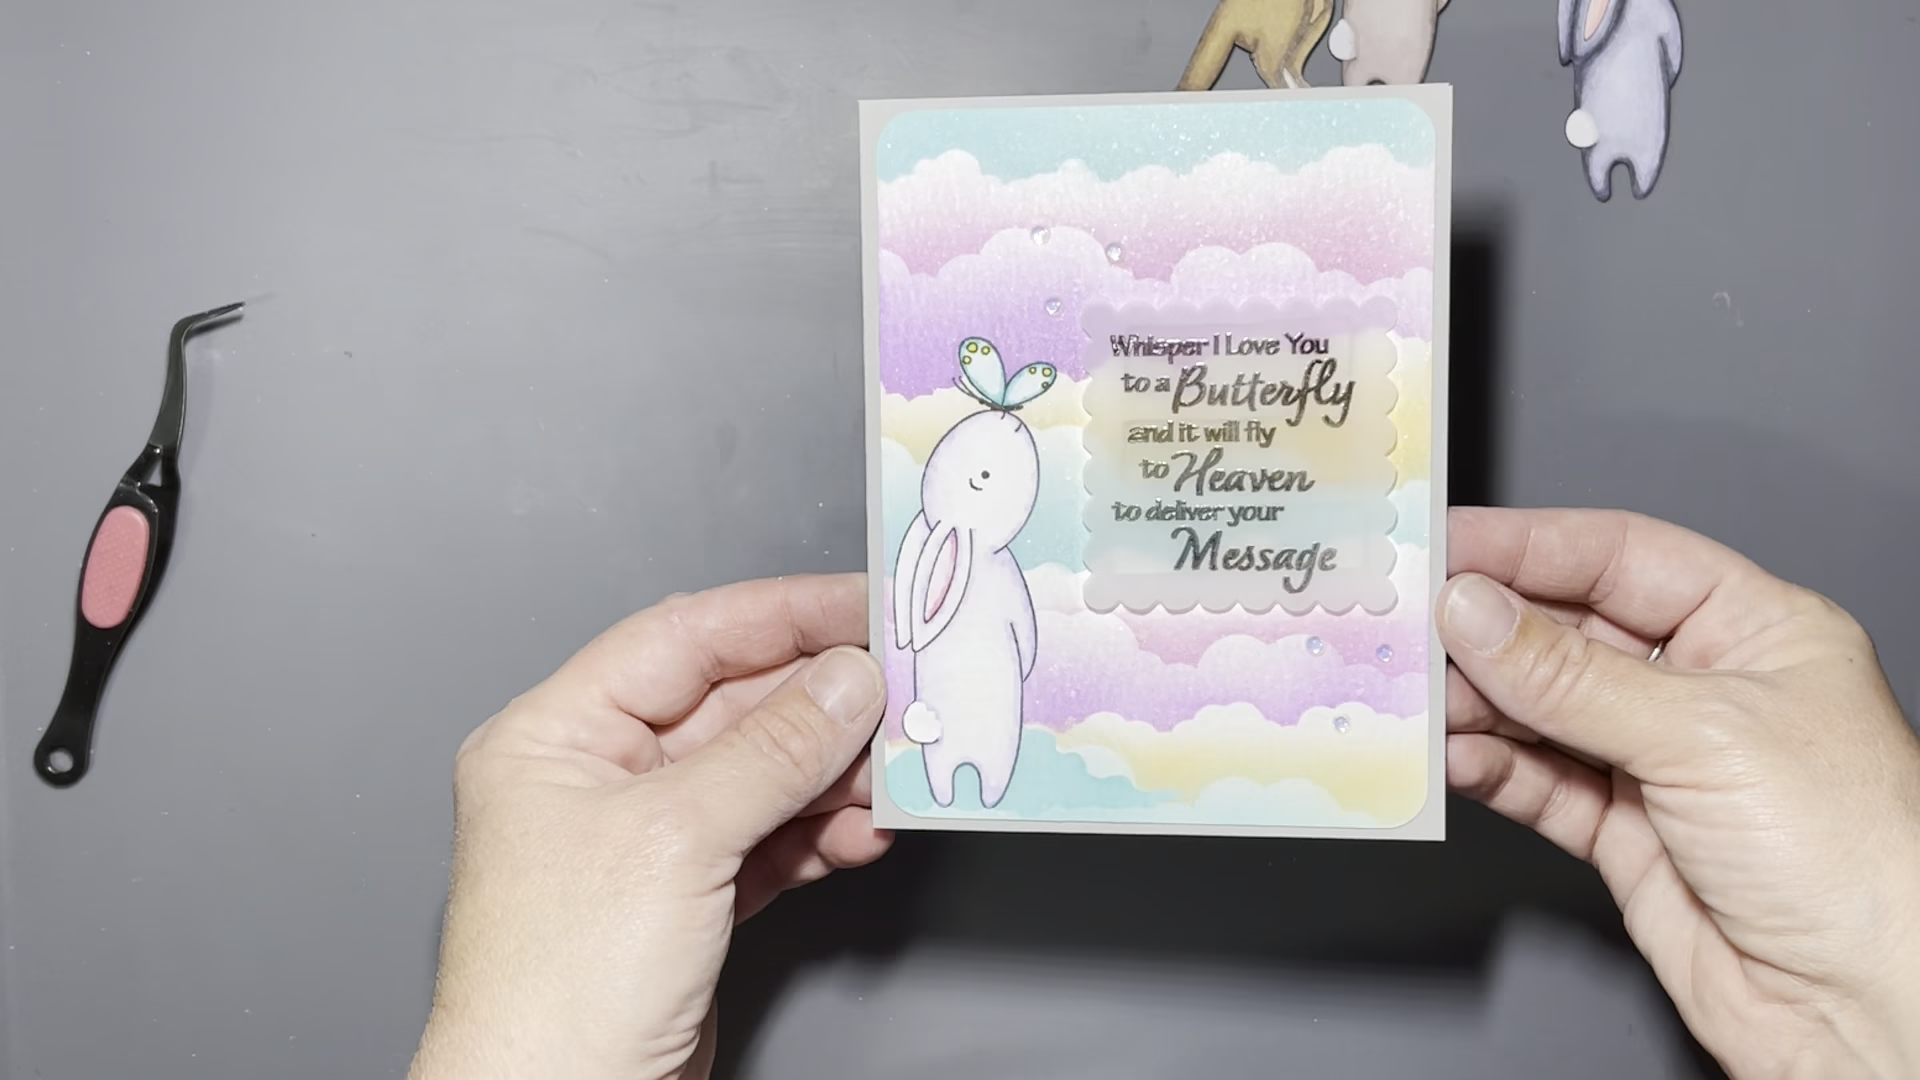 Whisper I Love You
to a Butterfly
and it will fly
to Heaven
to deliver your
Message